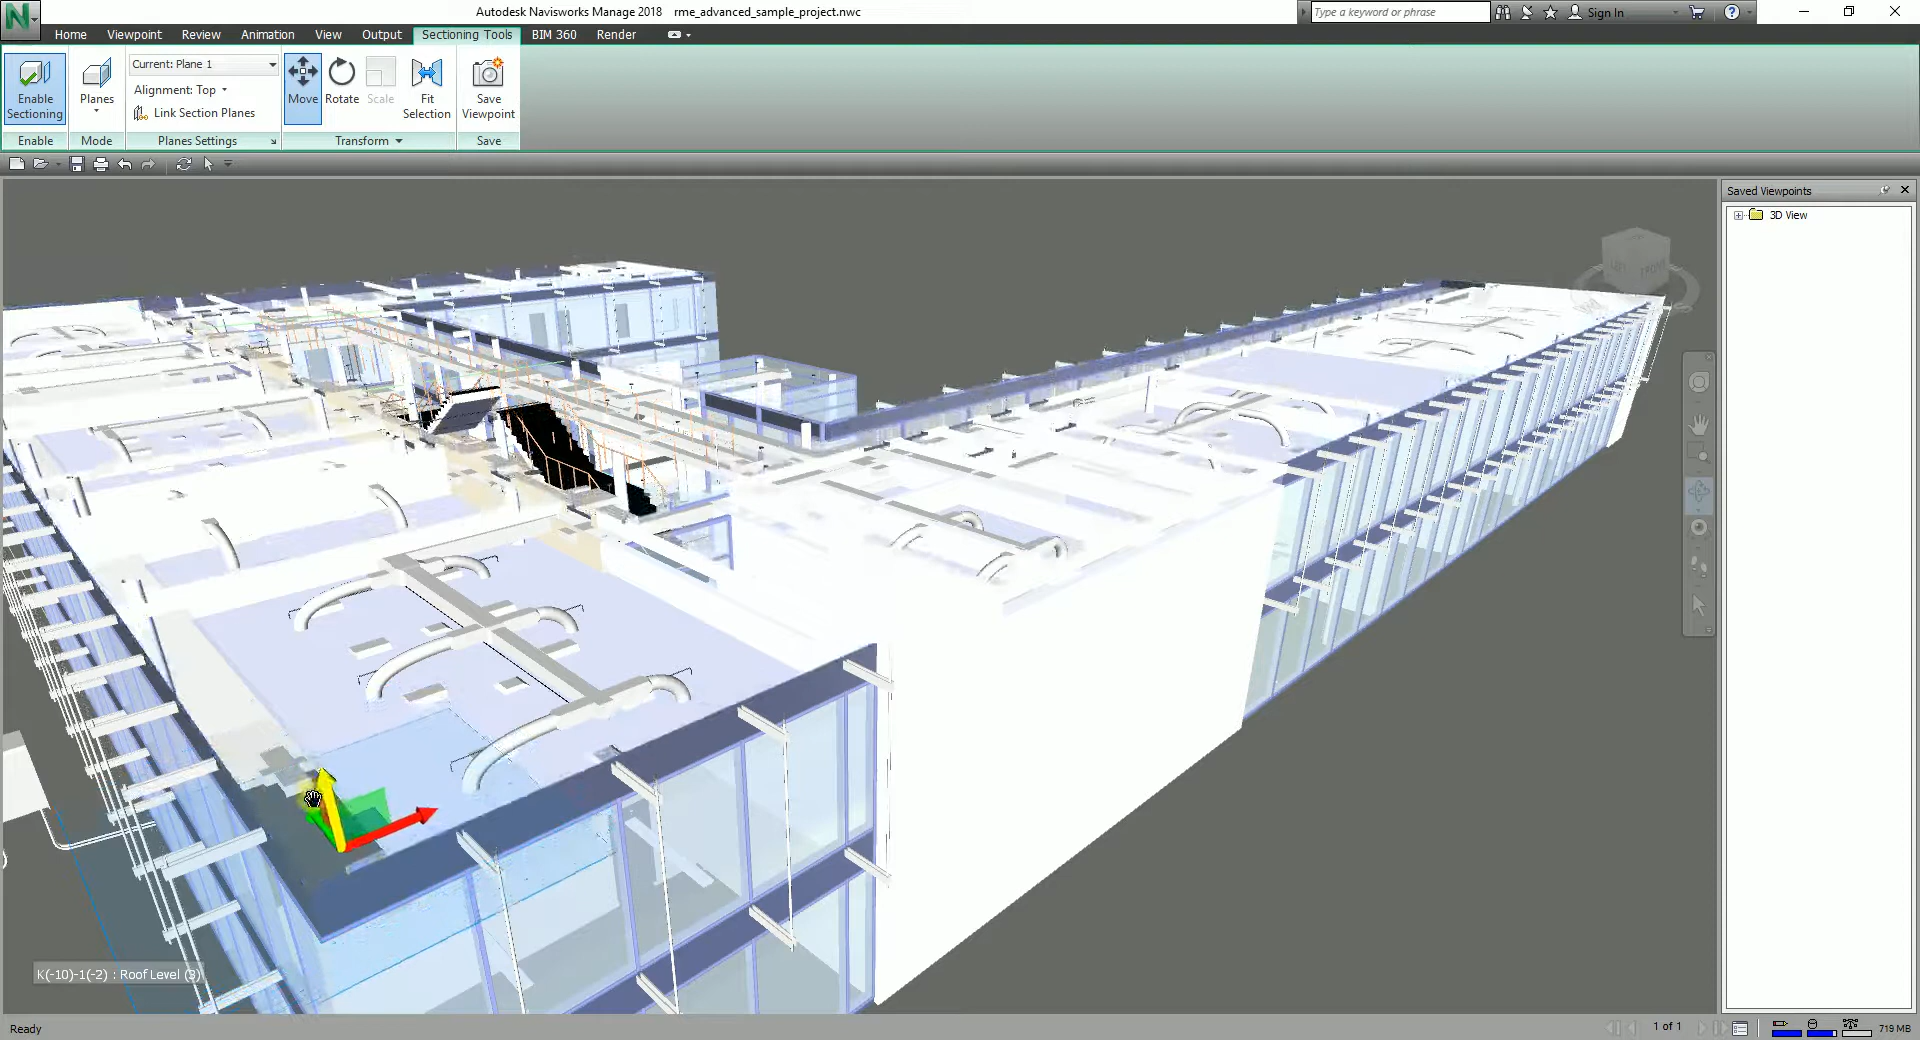 Autodesk Navisworks Manage 2018 rme_advanced_sample_project.nwc
Type a keyword or phrase
Sign In
Home Viewpoint Review Animation View Output Sectioning Tools BIM 360 Render
Enable Sectioning
Planes
Current: Plane 1
Alignment: Top
Link Section Planes
Move
Rotate
Scale
Fit Selection
Save Viewpoint
Enable Mode Planes Settings Transform Save
Saved Viewpoints
3D View
K(-10)-1(-2) : Roof Level (3)
Ready
1 of 1
719 MB